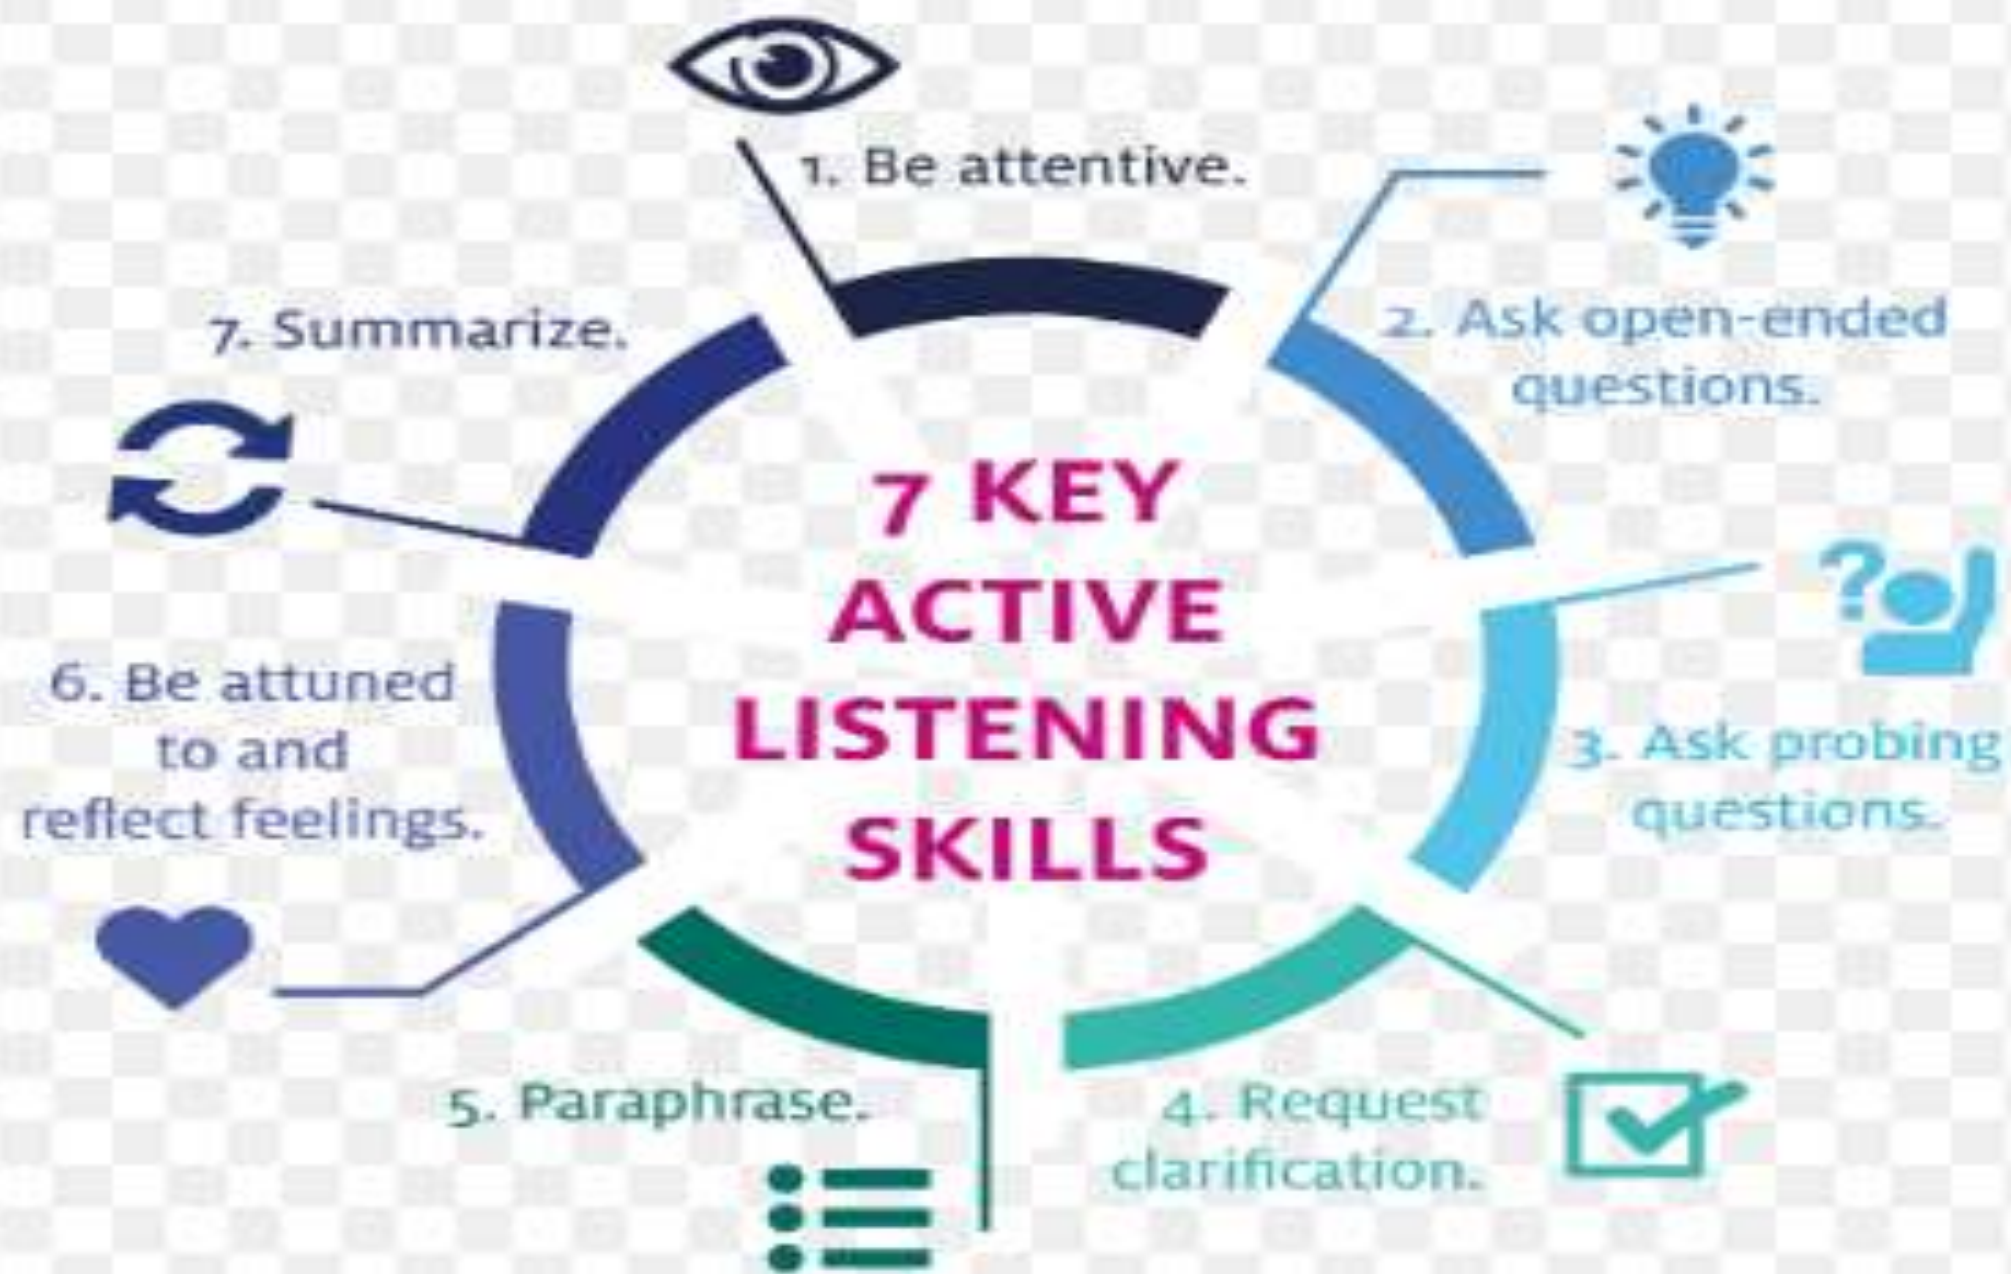 7 KEY
ACTIVE
LISTENING
SKILLS
1. Be attentive.
2. Ask open-ended
questions.
3. Ask probing
questions.
4. Request
clarification.
5. Paraphrase.
6. Be attuned
to and
reflect feelings.
7. Summarize.
?